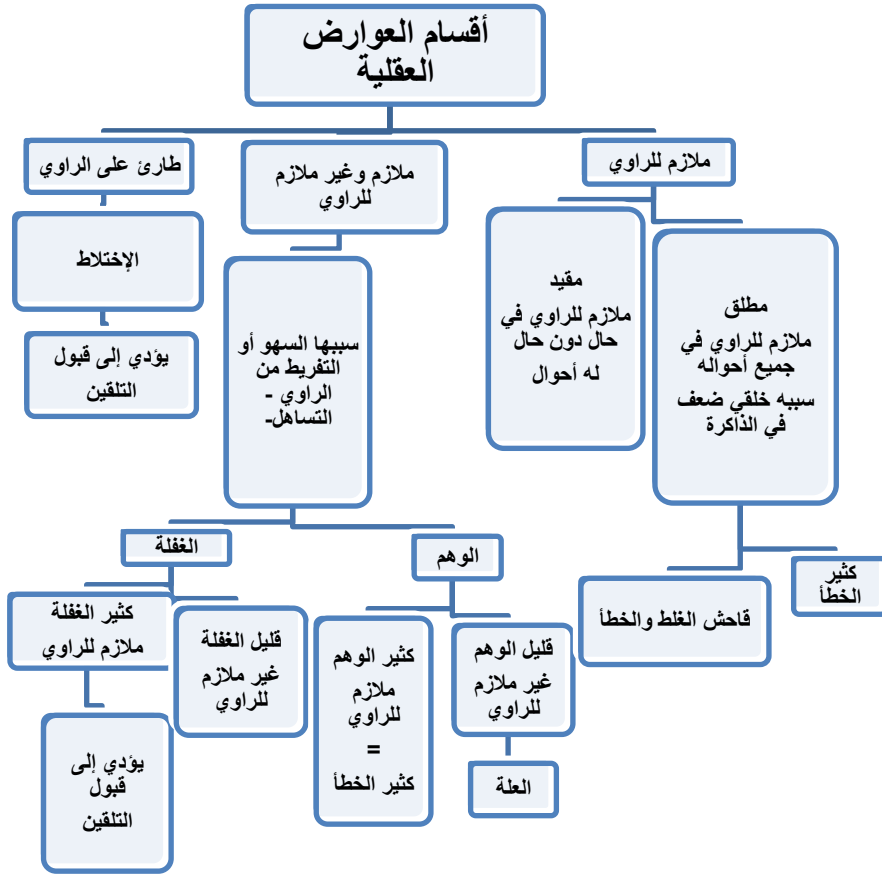 أقسام العوارض
العقلية
ملازم للراوي
ملازم وغير ملازم
للراوي
طارئ على الراوي
مطلق
ملازم للراوي في
جميع أحواله
سببه خلقي ضعف
في الذاكرة
مقيد
ملازم للراوي في
حال دون حال
له أحوال
سببها السهو أو
التفريط من
الراوي -
التساهل-
الإختلاط
يؤدي إلى قبول
التلقين
كثير
الخطأ
قاحش الغلط والخطأ
الوهم
الغفلة
قليل الوهم
غير ملازم
للراوي
العلة
كثير الوهم
ملازم
للراوي
=
كثير الخطأ
قليل الغفلة
غير ملازم
للراوي
كثير الغفلة
ملازم للراوي
يؤدي إلى
قبول
التلقين